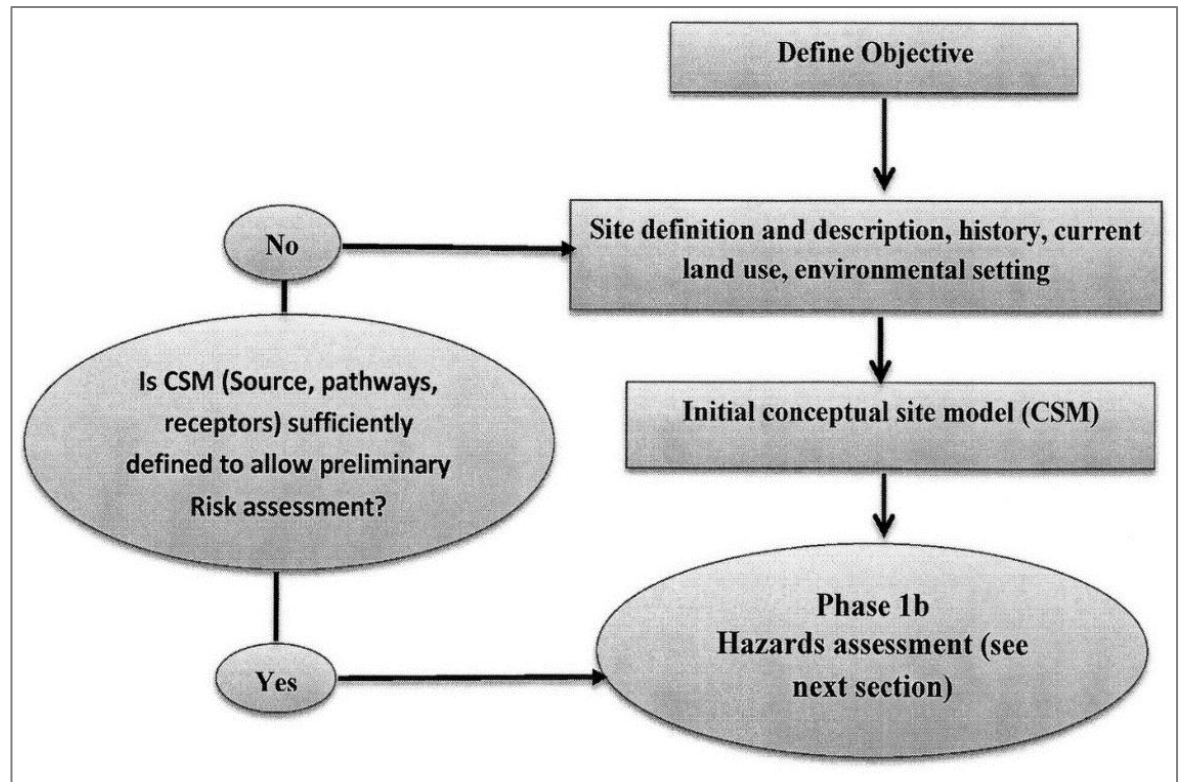 Define Objective
No
Site definition and description, history, current
land use, environmental setting
Is CSM (Source, pathways,
receptors) sufficiently
defined to allow preliminary
Risk assessment?
Initial conceptual site model (CSM)
Phase 1b
Hazards assessment (see
next section)
Yes